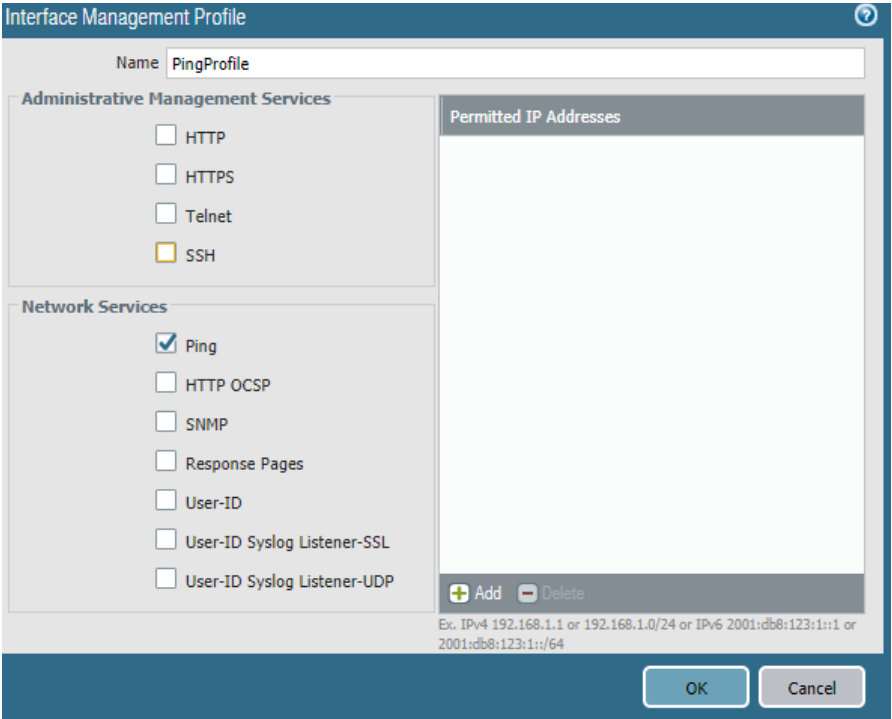 Interface Management Profile
Name PingProfile
Administrative Management Services
HTTP
HTTPS
Telnet
SSH
Network Services
Ping
HTTP OCSP
SNMP
Response Pages
User-ID
User-ID Syslog Listener-SSL
User-ID Syslog Listener-UDP
Permitted IP Addresses
Add Delete
Ex. IPv4 192.168.1.1 or 192.168.1.0/24 or IPv6 2001:db8:123:1::1 or
2001:db8:123:1::/64
OK Cancel